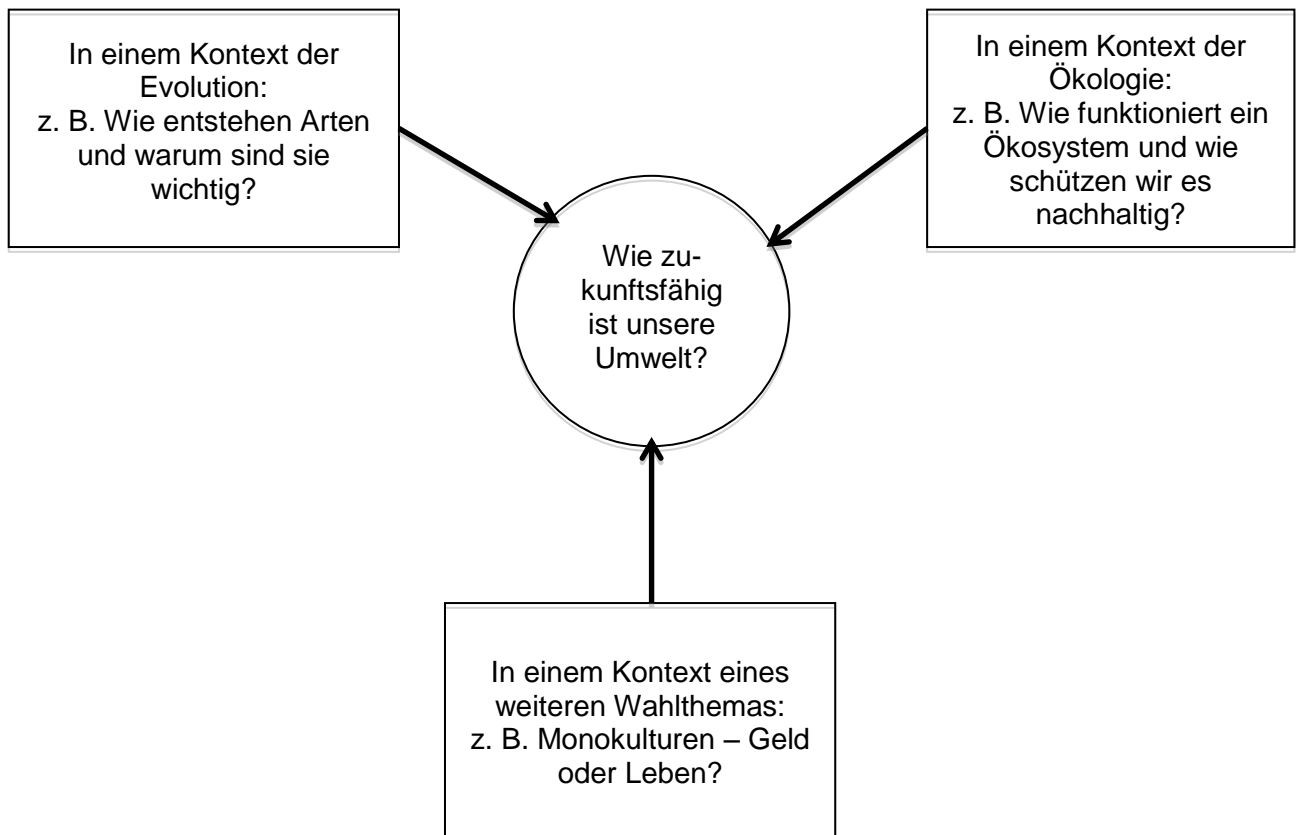 In einem Kontext der
Evolution:
z. B. Wie entstehen Arten
und warum sind sie
wichtig?
In einem Kontext der
Ökologie:
z. B. Wie funktioniert ein
Ökosystem und wie
schützen wir es
nachhaltig?
Wie zu-
kunftsfähig
ist unsere
Umwelt?
In einem Kontext eines
weiteren Wahlthemas:
z. B. Monokulturen – Geld
oder Leben?